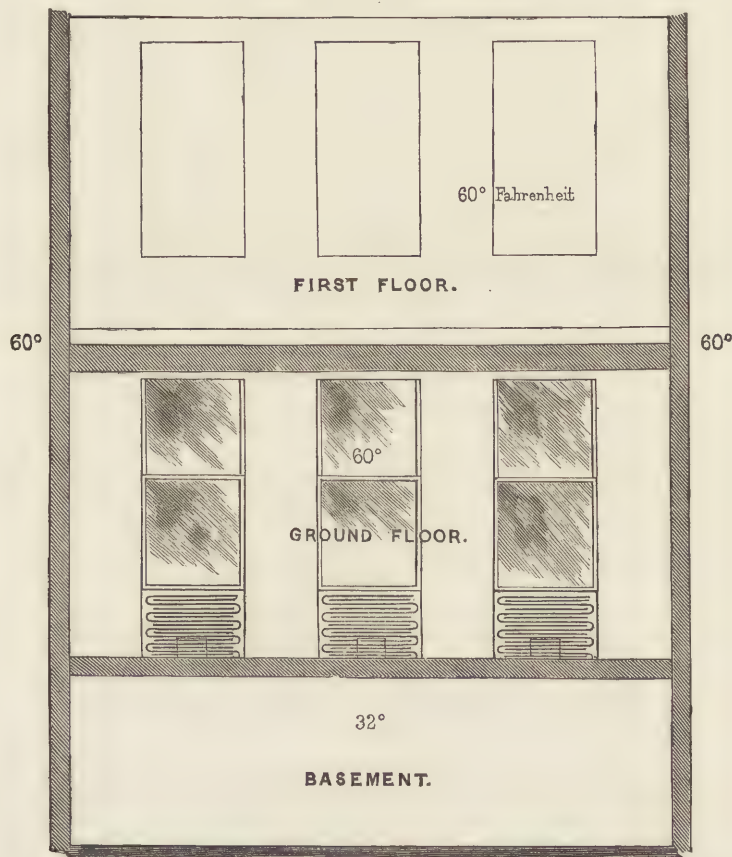 60° Fahrenheit
FIRST FLOOR.
60°
60°
60°
GROUND FLOOR.
32°
BASEMENT.